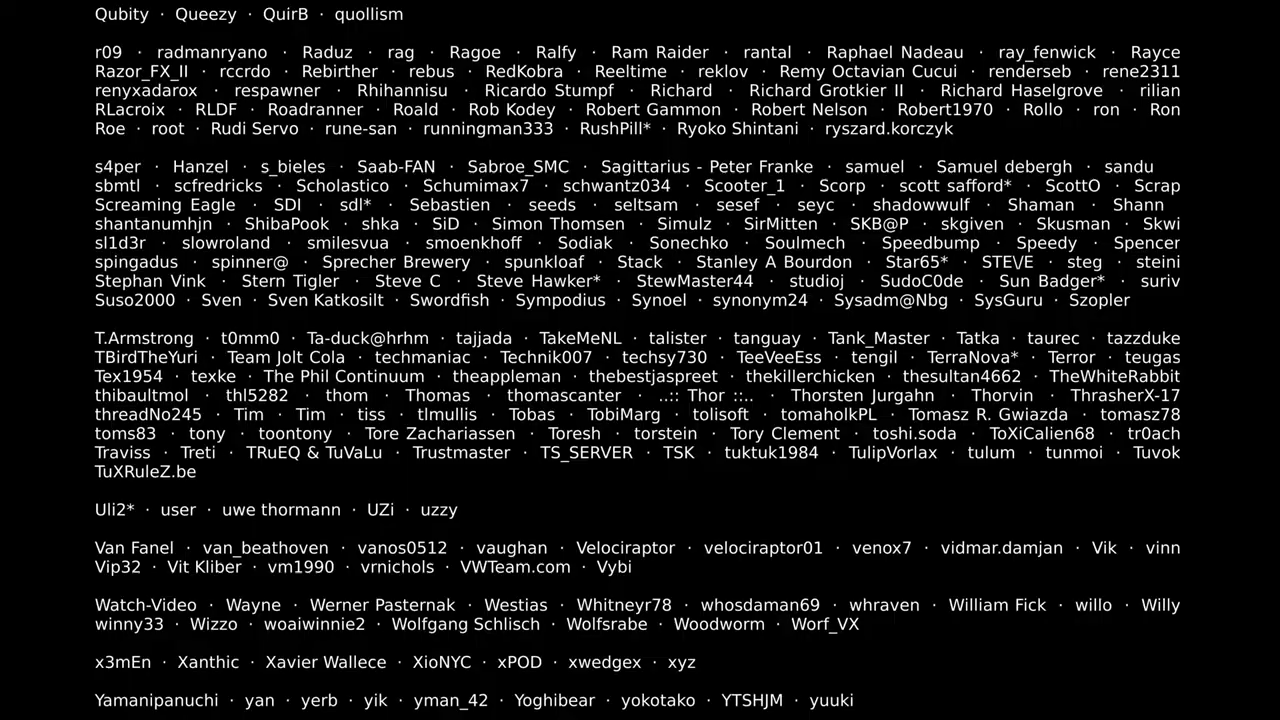 Qubity · Queezy · QuirB · quollism
r09 · radmanryano · Raduz · rag · Ragoe · Ralfy · Ram Raider · rantal · Raphael Nadeau · ray_fenwick · Rayce
Razor_FX_II · rccrdo · Rebirther · rebus · RedKobra · Reeltime · reklov · Remy Octavian Cucui · renderseb · rene2311
renyxadarox · respawner · Rhihannisu · Ricardo Stumpf · Richard · Richard Grotkier II · Richard Haselgrove · rilian
RLacroix · RLDF · Roadranner · Roald · Rob Kodey · Robert Gammon · Robert Nelson · Robert1970 · Rollo · ron · Ron
Roe · root · Rudi Servo · rune-san · runningman333 · RushPill* · Ryoko Shintani · ryszard.korczyk
s4per · Hanzel · s_bieles · Saab-FAN · Sabroe_SMC · Sagittarius - Peter Franke · samuel · Samuel debergh · sandu
sbmtl · scfredricks · Scholastico · Schumimax7 · schwantz034 · Scooter_1 · Scorp · scott safford* · ScottO · Scrap
Screaming Eagle · SDI · sdl* · Sebastien · seeds · seltsam · sesef · seyc · shadowwulf · Shaman · Shann
shantanumhjn · ShibaPook · shka · SiD · Simon Thomsen · Simulz · SirMitten · SKB@P · skgiven · Skusman · Skwi
sl1d3r · slowroland · smilesvua · smoenkhoff · Sodiak · Sonechko · Soulmech · Speedbump · Speedy · Spencer
spingadus · spinner@ · Sprecher Brewery · spunkloaf · Stack · Stanley A Bourdon · Star65* · STE\/E · steg · steini
Stephan Vink · Stern Tigler · Steve C · Steve Hawker* · StewMaster44 · studioj · SudoC0de · Sun Badger* · suriv
Suso2000 · Sven · Sven Katkosilt · Swordfish · Sympodius · Synoel · synonym24 · Sysadm@Nbg · SysGuru · Szopler
T.Armstrong · t0mm0 · Ta-duck@hrhm · tajjada · TakeMeNL · talister · tanguay · Tank_Master · Tatka · taurec · tazzduke
TBirdTheYuri · Team Jolt Cola · techmaniac · Technik007 · techsy730 · TeeVeeEss · tengil · TerraNova* · Terror · teugas
Tex1954 · texke · The Phil Continuum · theappleman · thebestjaspreet · thekillerchicken · thesultan4662 · TheWhiteRabbit
thibaultmol · thl5282 · thom · Thomas · thomascanter · ..:: Thor ::.. · Thorsten Jurgahn · Thorvin · ThrasherX-17
threadNo245 · Tim · Tim · tiss · tlmullis · Tobas · TobiMarg · tolisoft · tomaholkPL · Tomasz R. Gwiazda · tomasz78
toms83 · tony · toontony · Tore Zachariassen · Toresh · torstein · Tory Clement · toshi.soda · ToXiCalien68 · tr0ach
Traviss · Treti · TRuEQ & TuVaLu · Trustmaster · TS_SERVER · TSK · tuktuk1984 · TulipVorlax · tulum · tunmoi · Tuvok
TuXRuleZ.be
Uli2* · user · uwe thormann · UZi · uzzy
Van Fanel · van_beathoven · vanos0512 · vaughan · Velociraptor · velociraptor01 · venox7 · vidmar.damjan · Vik · vinn
Vip32 · Vit Kliber · vm1990 · vrnichols · VWTeam.com · Vybi
Watch-Video · Wayne · Werner Pasternak · Westias · Whitneyr78 · whosdaman69 · whraven · William Fick · willo · Willy
winny33 · Wizzo · woaiwinnie2 · Wolfgang Schlisch · Wolfsrabe · Woodworm · Worf_VX
x3mEn · Xanthic · Xavier Wallece · XioNYC · xPOD · xwedgex · xyz
Yamanipanuchi · yan · yerb · yik · yman_42 · Yoghibear · yokotako · YTSHJM · yuuki